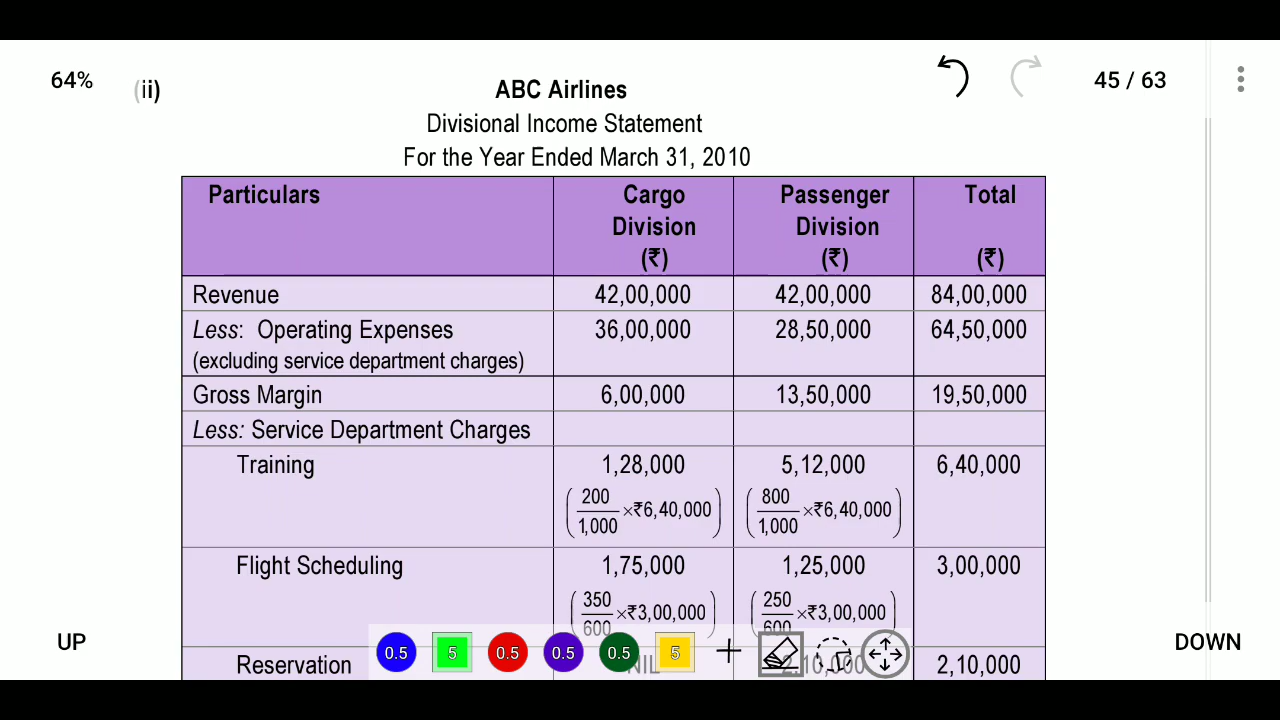 64%
(ii)
ABC Airlines
45 / 63
Divisional Income Statement
For the Year Ended March 31, 2010
Particulars Cargo Division (₹) Passenger Division (₹) Total (₹)
Revenue 42,00,000 42,00,000 84,00,000
Less: Operating Expenses 36,00,000 28,50,000 64,50,000
(excluding service department charges)
Gross Margin 6,00,000 13,50,000 19,50,000
Less: Service Department Charges
Training 1,28,000 5,12,000 6,40,000
(200/1,000 ×₹6,40,000) (800/1,000 ×₹6,40,000)
Flight Scheduling 1,75,000 1,25,000 3,00,000
(350/600 ×₹3,00,000) (250/600 ×₹3,00,000)
UP 0.5 5 0.5 0.5 0.5 5 DOWN
Reservation NIL 2,10,000 2,10,000